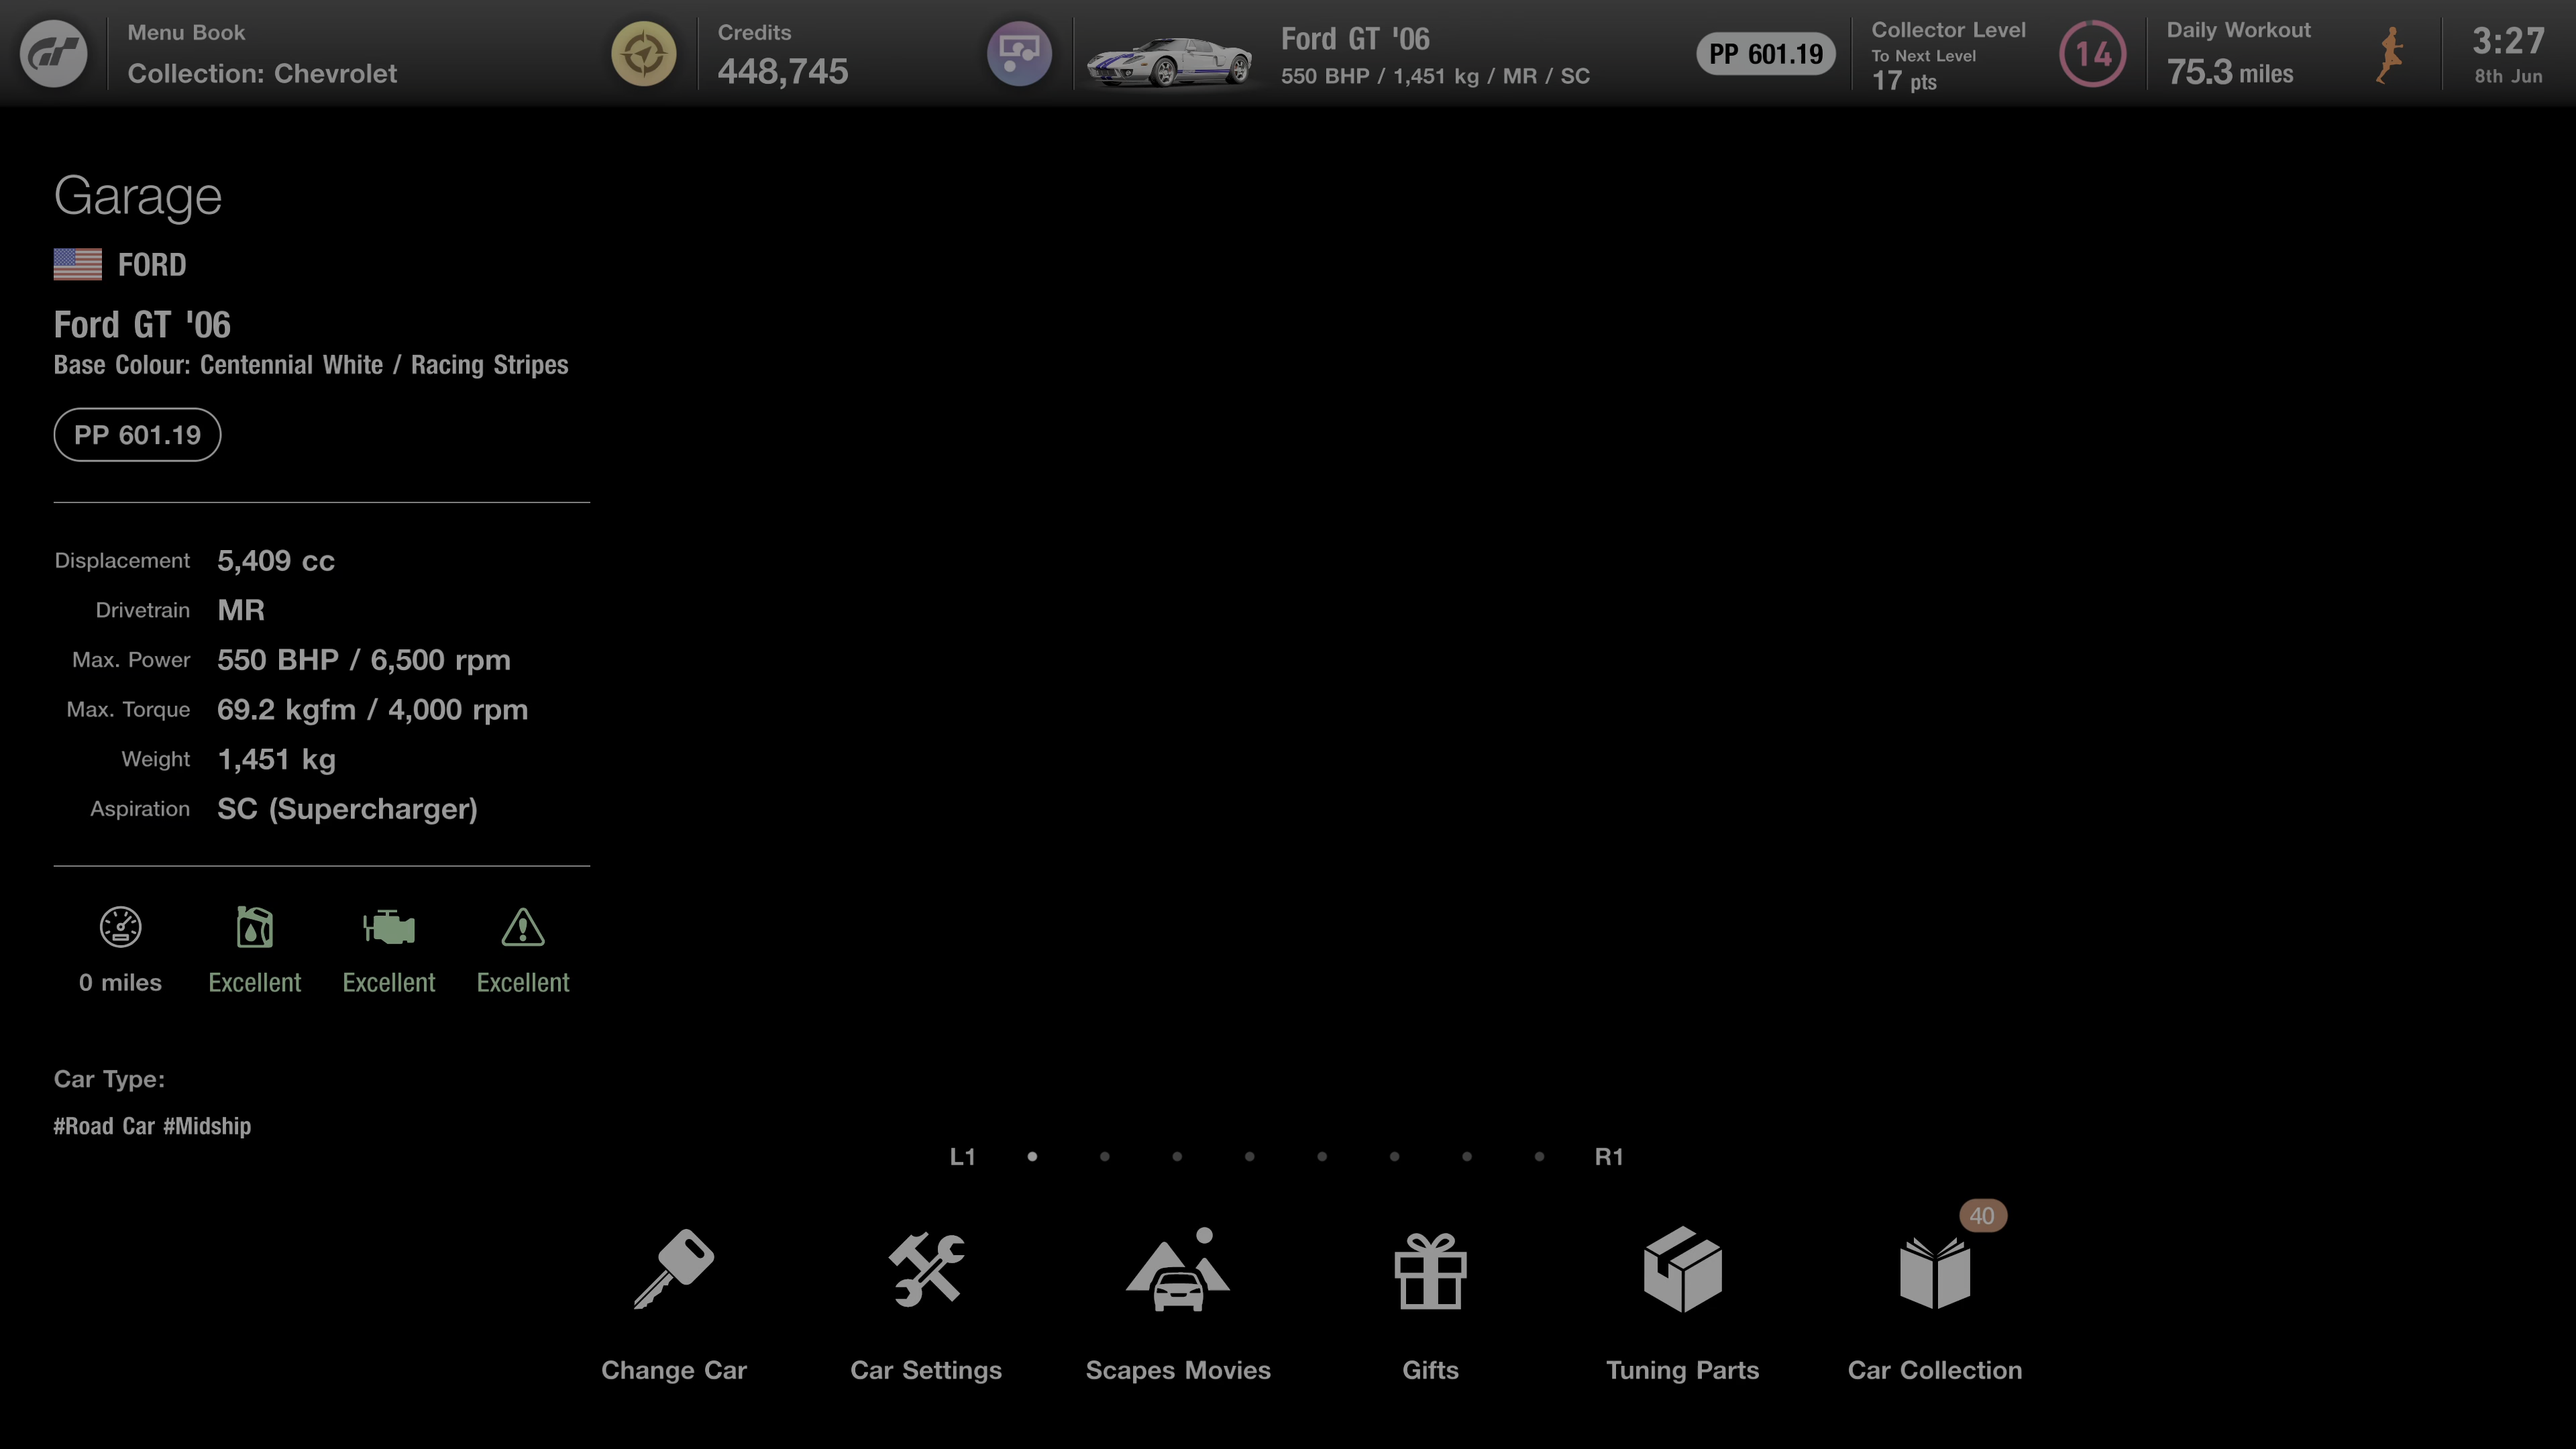 Menu Book
Collection: Chevrolet
Credits
448,745
Ford GT '06
550 BHP / 1,451 kg / MR / SC
PP 601.19
Collector Level
To Next Level
17 pts
14
Daily Workout
75.3 miles
3:27
8th Jun
Garage
FORD
Ford GT '06
Base Colour: Centennial White / Racing Stripes
PP 601.19
Displacement 5,409 cc
Drivetrain MR
Max. Power 550 BHP / 6,500 rpm
Max. Torque 69.2 kgfm / 4,000 rpm
Weight 1,451 kg
Aspiration SC (Supercharger)
0 miles Excellent Excellent Excellent
Car Type:
#Road Car #Midship
L1 R1
40
Change Car Car Settings Scapes Movies Gifts Tuning Parts Car Collection